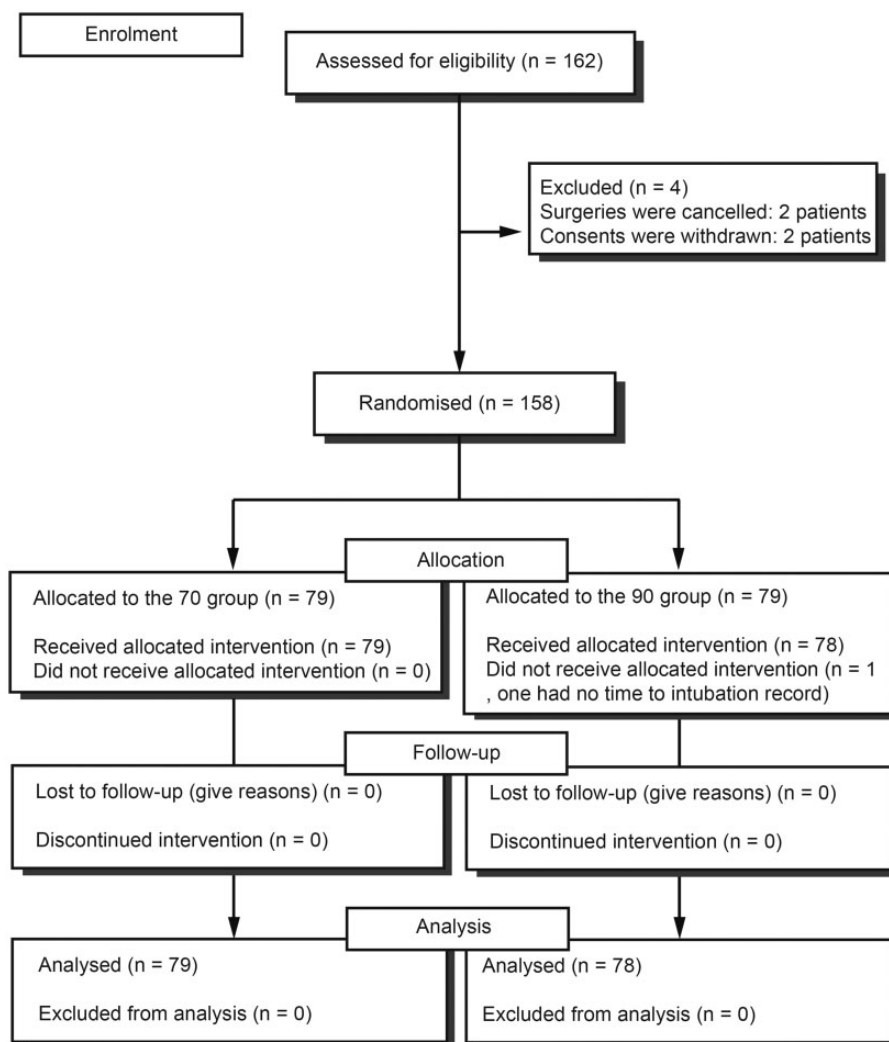 Enrolment
Assessed for eligibility (n = 162)
Excluded (n = 4)
Surgeries were cancelled: 2 patients
Consents were withdrawn: 2 patients
Randomised (n = 158)
Allocation
Allocated to the 70 group (n = 79)
Received allocated intervention (n = 79)
Did not receive allocated intervention (n = 0)
Allocated to the 90 group (n = 79)
Received allocated intervention (n = 78)
Did not receive allocated intervention (n = 1
, one had no time to intubation record)
Follow-up
Lost to follow-up (give reasons) (n = 0)
Discontinued intervention (n = 0)
Lost to follow-up (give reasons) (n = 0)
Discontinued intervention (n = 0)
Analysis
Analysed (n = 79)
Excluded from analysis (n = 0)
Analysed (n = 78)
Excluded from analysis (n = 0)